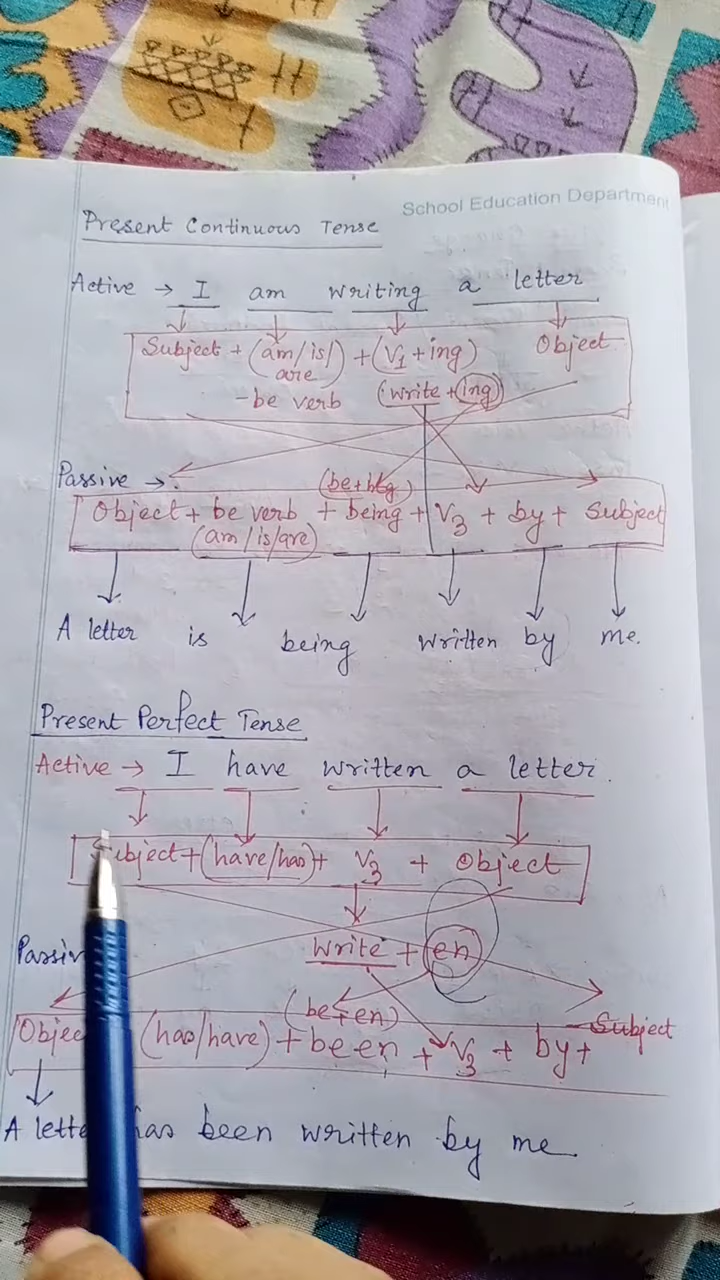 School Education Department
Present Continuous Tense
Active → I am writing a letter
Subject + (am/is/are) + (V1 + ing) Object
- be verb (write + ing)
Passive →
(be + ing)
Object + be verb + being + V3 + by + Subject
(am/is/are)
A letter is being written by me.
Present Perfect Tense
Active → I have written a letter.
Subject + (have/has) + V3 + Object
Write + en
(be + en)
(has/have) + been + V3 + by + Subject
A has been written by me.